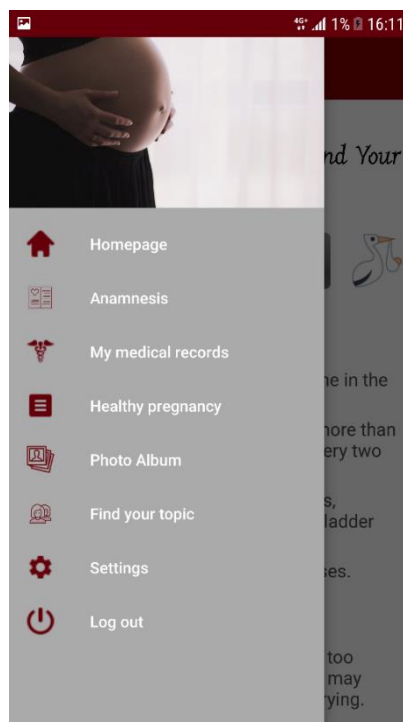 4G+ 1% 16:11
nd Your
Homepage
Anamnesis
My medical records
ne in the
Healthy pregnancy
nore than
ery two
Photo Album
s,
ladder
Find your topic
Settings
ses.
Log out
too
may
rying.